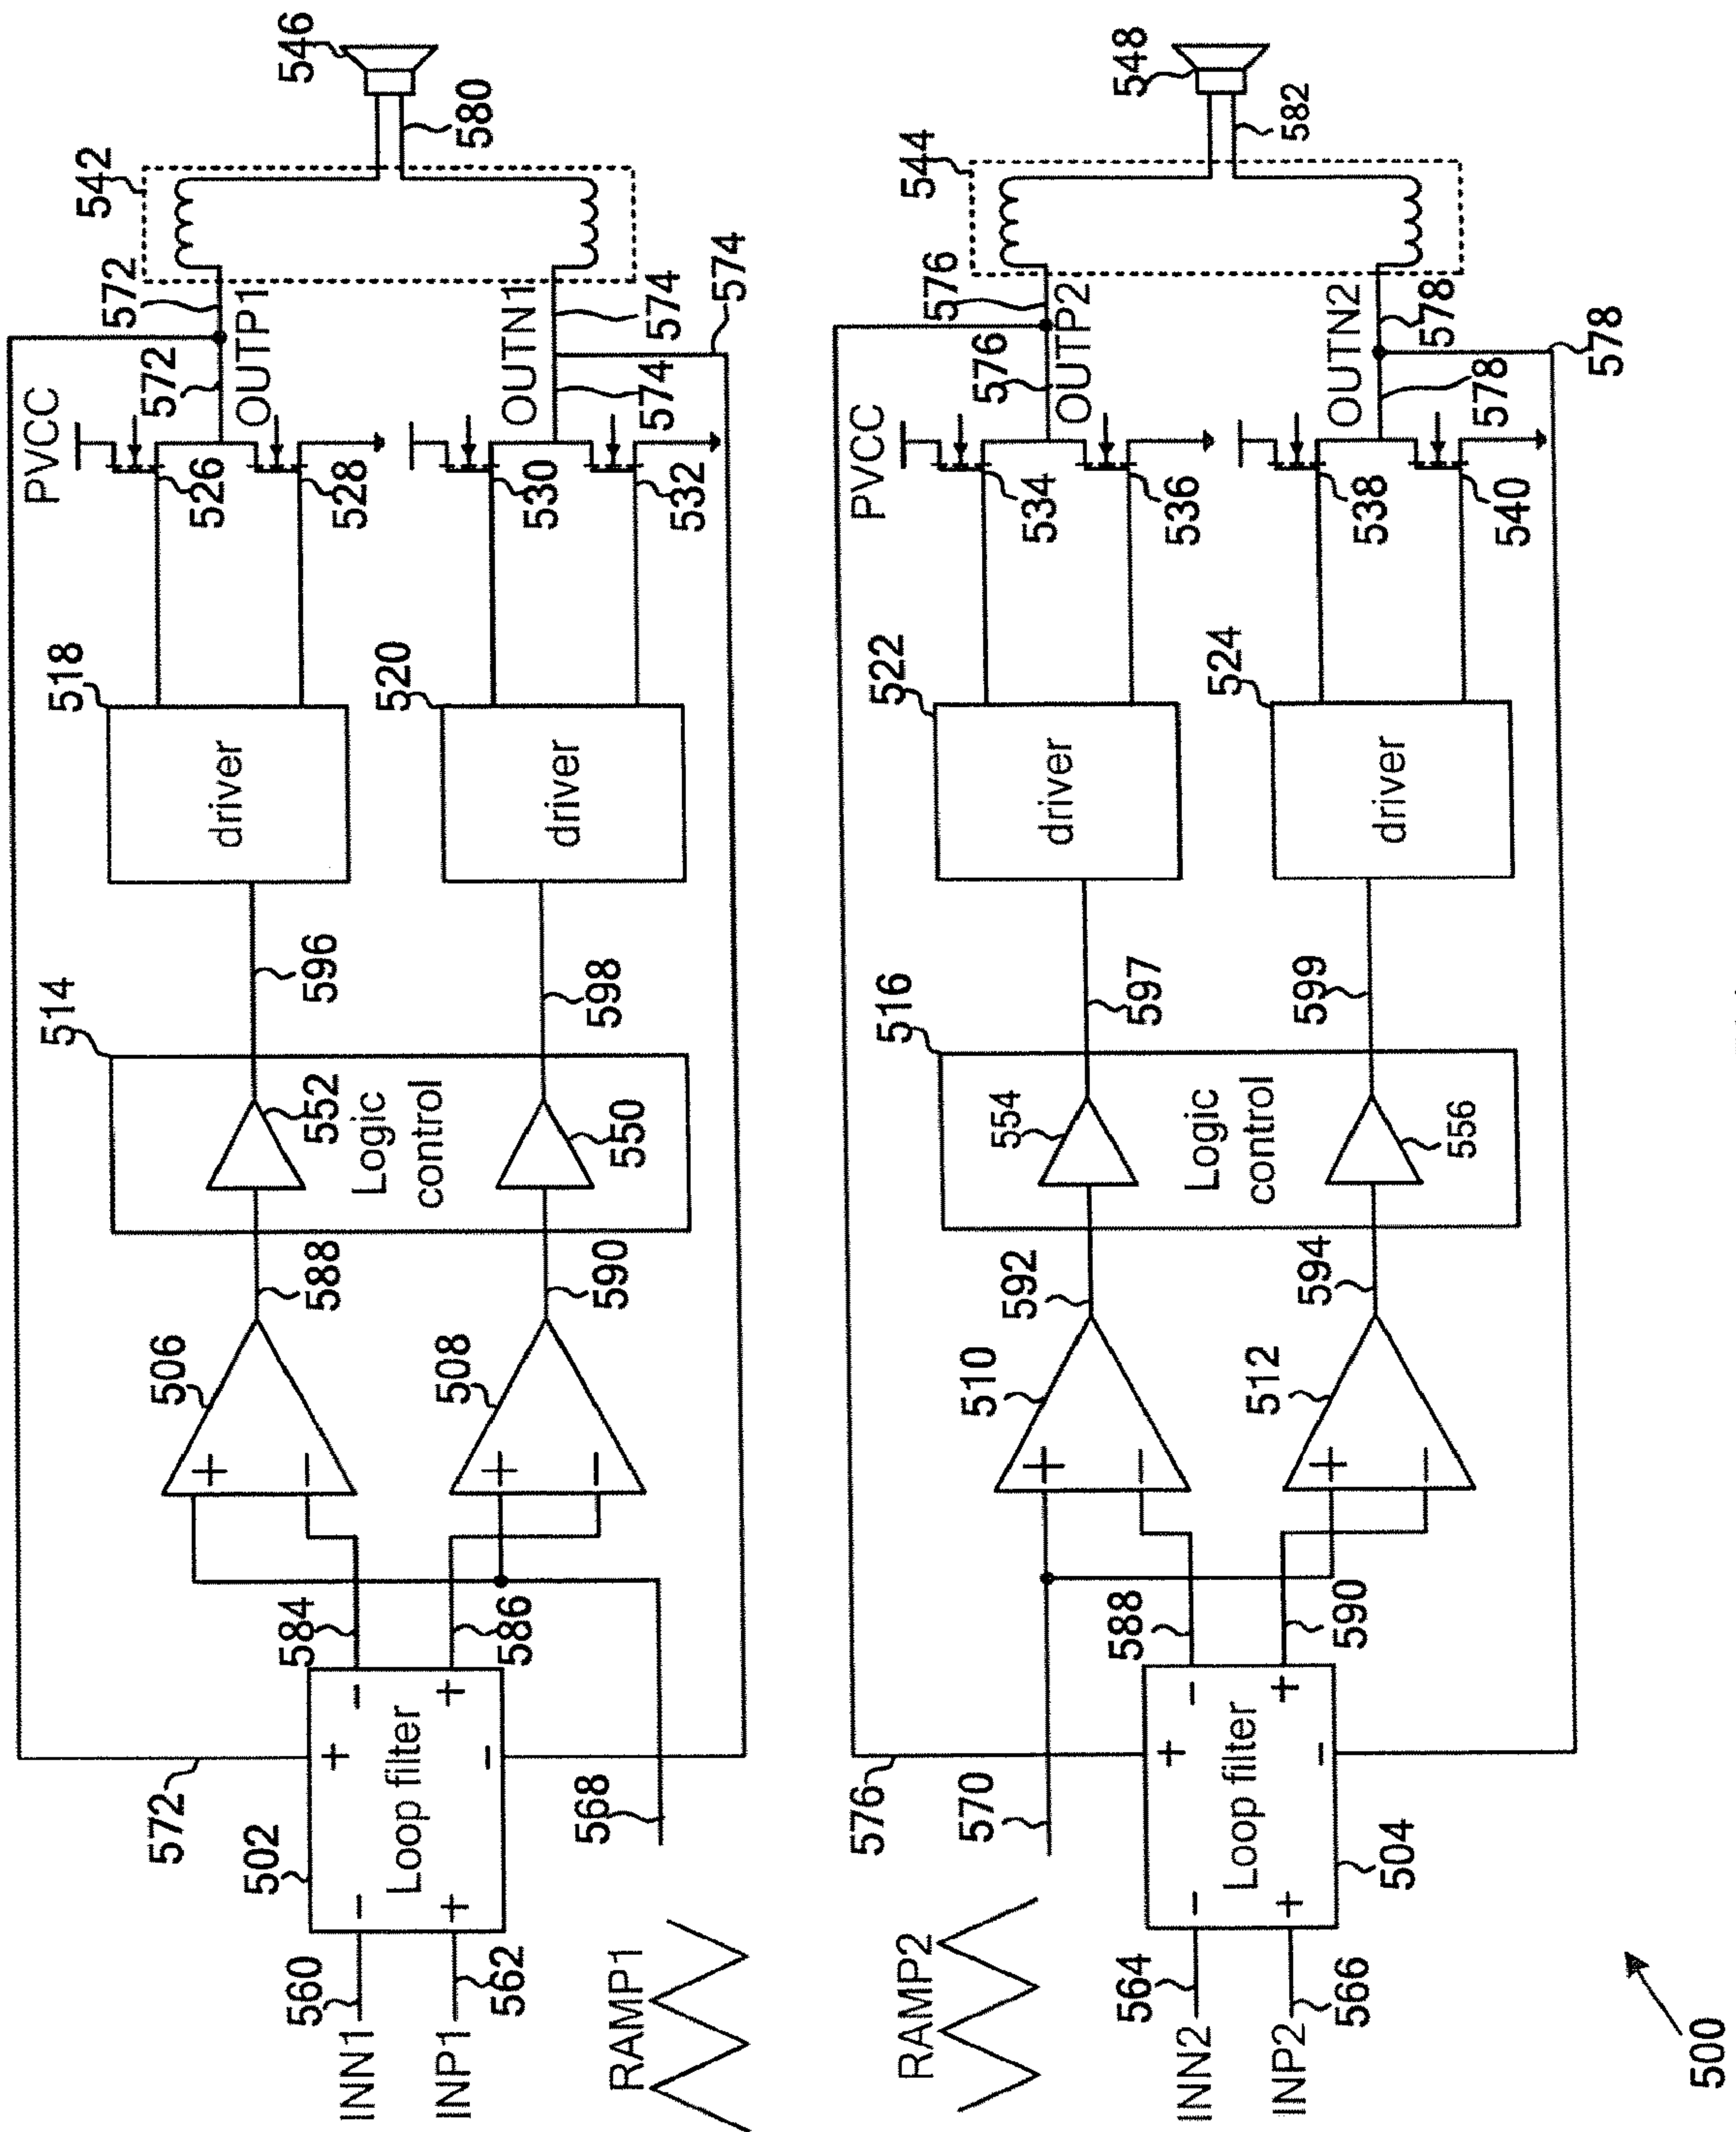 572
514
518
PVCC
572
542
546
506
596
526
572
580
INN1
560
502
584
588
552
driver
528
OUTP1
Loop filter
Logic
control
520
INP1
562
586
508
590
598
550
driver
530
OUTN1
574
532
574
574
RAMP1
568
576
570
510
516
522
PVCC
576
544
548
RAMP2
592
554
597
driver
534
576
OUTP2
582
INN2
564
588
536
Loop filter
Logic
control
524
INP2
566
504
590
512
594
556
599
driver
538
OUTN2
578
578
540
578
500